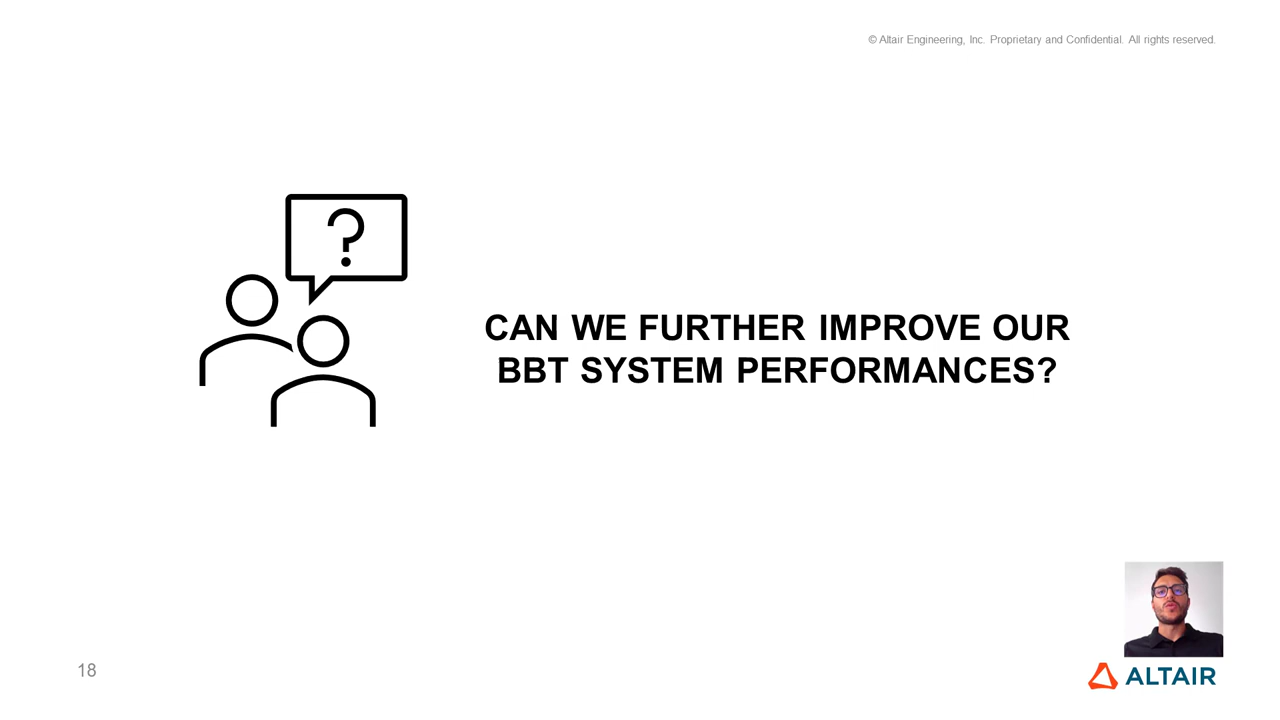 © Altair Engineering, Inc. Proprietary and Confidential. All rights reserved.
?
CAN WE FURTHER IMPROVE OUR
BBT SYSTEM PERFORMANCES?
18
ALTAIR